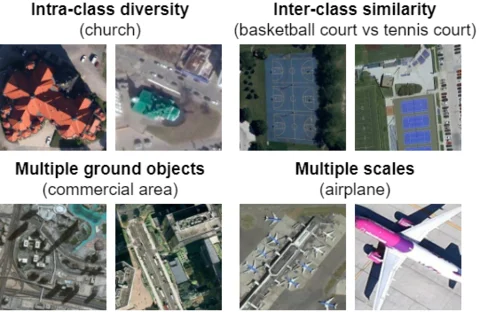 Intra-class diversity
(church)
Inter-class similarity
(basketball court vs tennis court)
Multiple ground objects
(commercial area)
Multiple scales
(airplane)